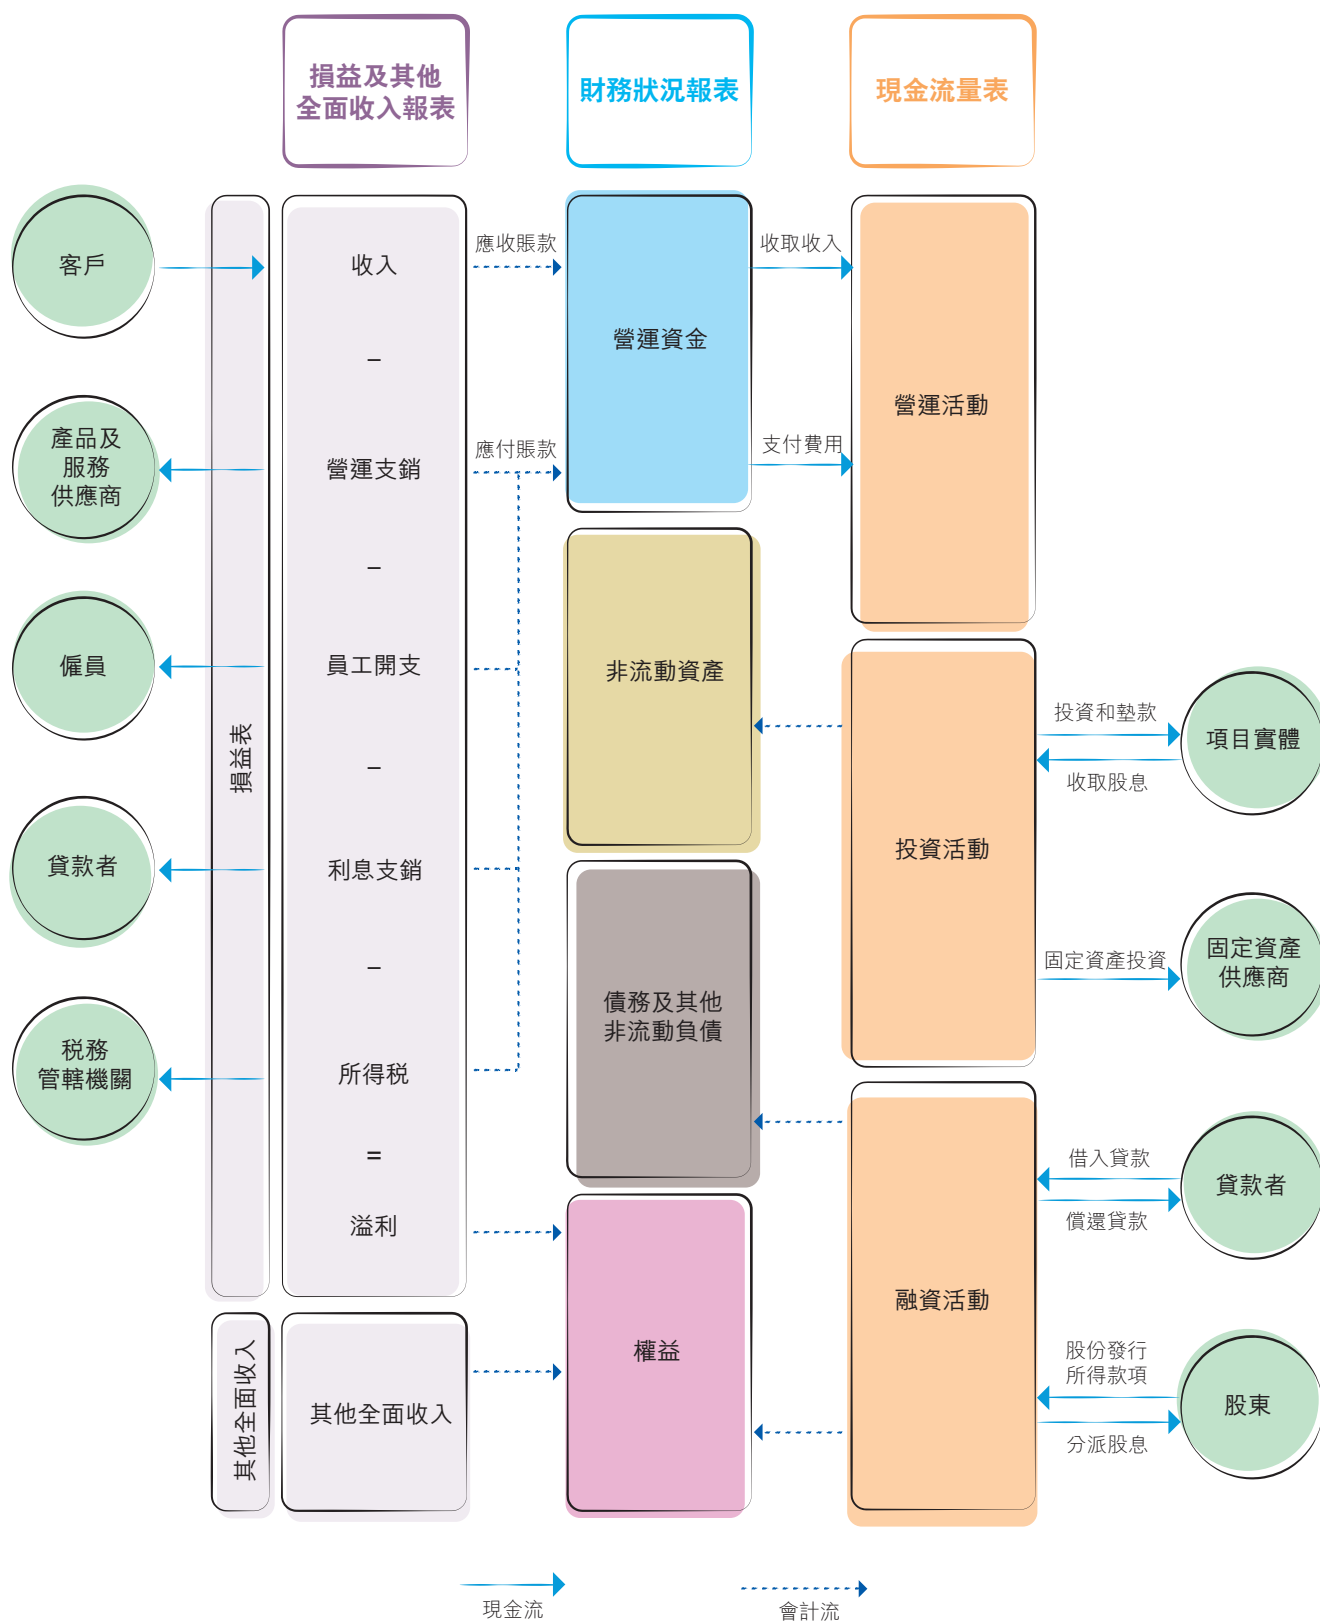 損益及其他
全面收入報表
財務狀況報表
現金流量表
客戶
產品及
服務
供應商
僱員
貸款者
税務
管轄機關
損益表
其他全面收入
收入
–
營運支銷
–
員工開支
–
利息支銷
–
所得税
=
溢利
其他全面收入
應收賬款
應付賬款
營運資金
非流動資產
債務及其他
非流動負債
權益
收取收入
支付費用
營運活動
投資活動
融資活動
投資和墊款
收取股息
固定資產投資
借入貸款
償還貸款
股份發行
所得款項
分派股息
項目實體
固定資產
供應商
貸款者
股東
現金流
會計流